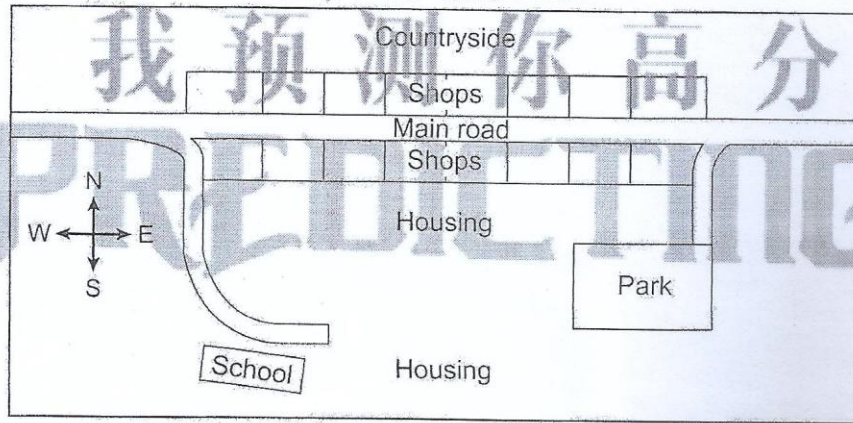 我预测你高分
Countryside
Shops
Main road
Shops
PREDICTING
Housing
N
W E
S
Park
School
Housing